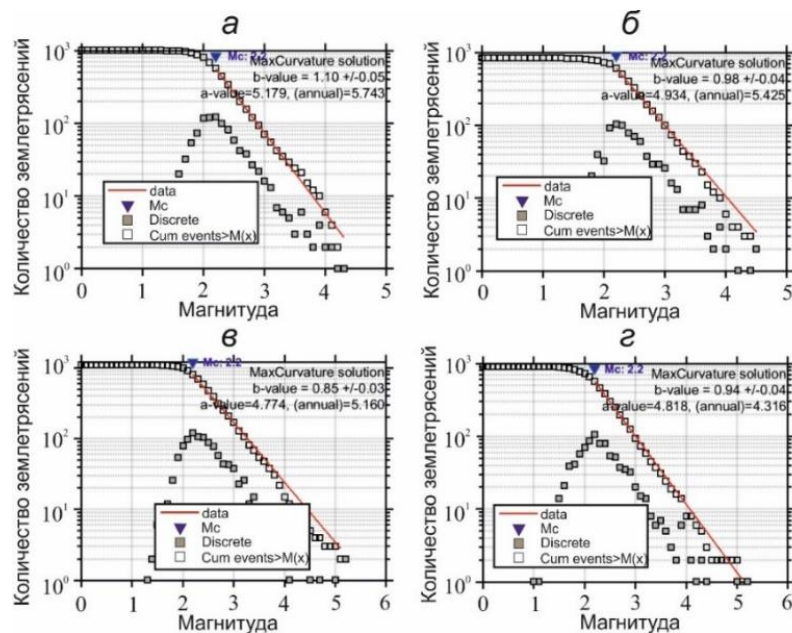 а
10³
10²
10¹
10⁰
Количество землетрясений
Mc: 2.2
MaxCurvature solution
b-value = 1.10 +/-0.05
a-value=5.179, (annual)=5.743
data
Mc
Discrete
Cum events>M(x)
0 1 2 3 4 5
Магнитуда
б
10³
10²
10¹
10⁰
Количество землетрясений
Mc: 2.2
MaxCurvature solution
b-value = 0.98 +/-0.04
a-value=4.934, (annual)=5.425
data
Mc
Discrete
Cum events>M(x)
0 1 2 3 4 5
Магнитуда
в
10³
10²
10¹
10⁰
Количество землетрясений
Mc: 2.2
MaxCurvature solution
b-value = 0.85 +/-0.03
a-value=4.774, (annual)=5.160
data
Mc
Discrete
Cum events>M(x)
0 1 2 3 4 5 6
Магнитуда
г
10³
10²
10¹
10⁰
Количество землетрясений
Mc: 2.2
MaxCurvature solution
b-value = 0.94 +/-0.04
a-value=4.818, (annual)=4.316
data
Mc
Discrete
Cum events>M(x)
0 1 2 3 4 5 6
Магнитуда